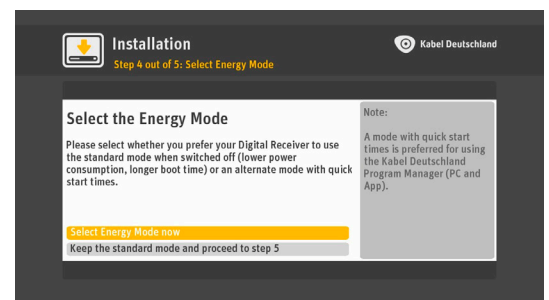 Installation
Kabel Deutschland
Step 4 out of 5: Select Energy Mode
Select the Energy Mode
Please select whether you prefer your Digital Receiver to use
the standard mode when switched off (lower power
consumption, longer boot time) or an alternate mode with quick
start times.
Select Energy Mode now
Keep the standard mode and proceed to step 5
Note:
A mode with quick start
times is preferred for using
the Kabel Deutschland
Program Manager (PC and
App).